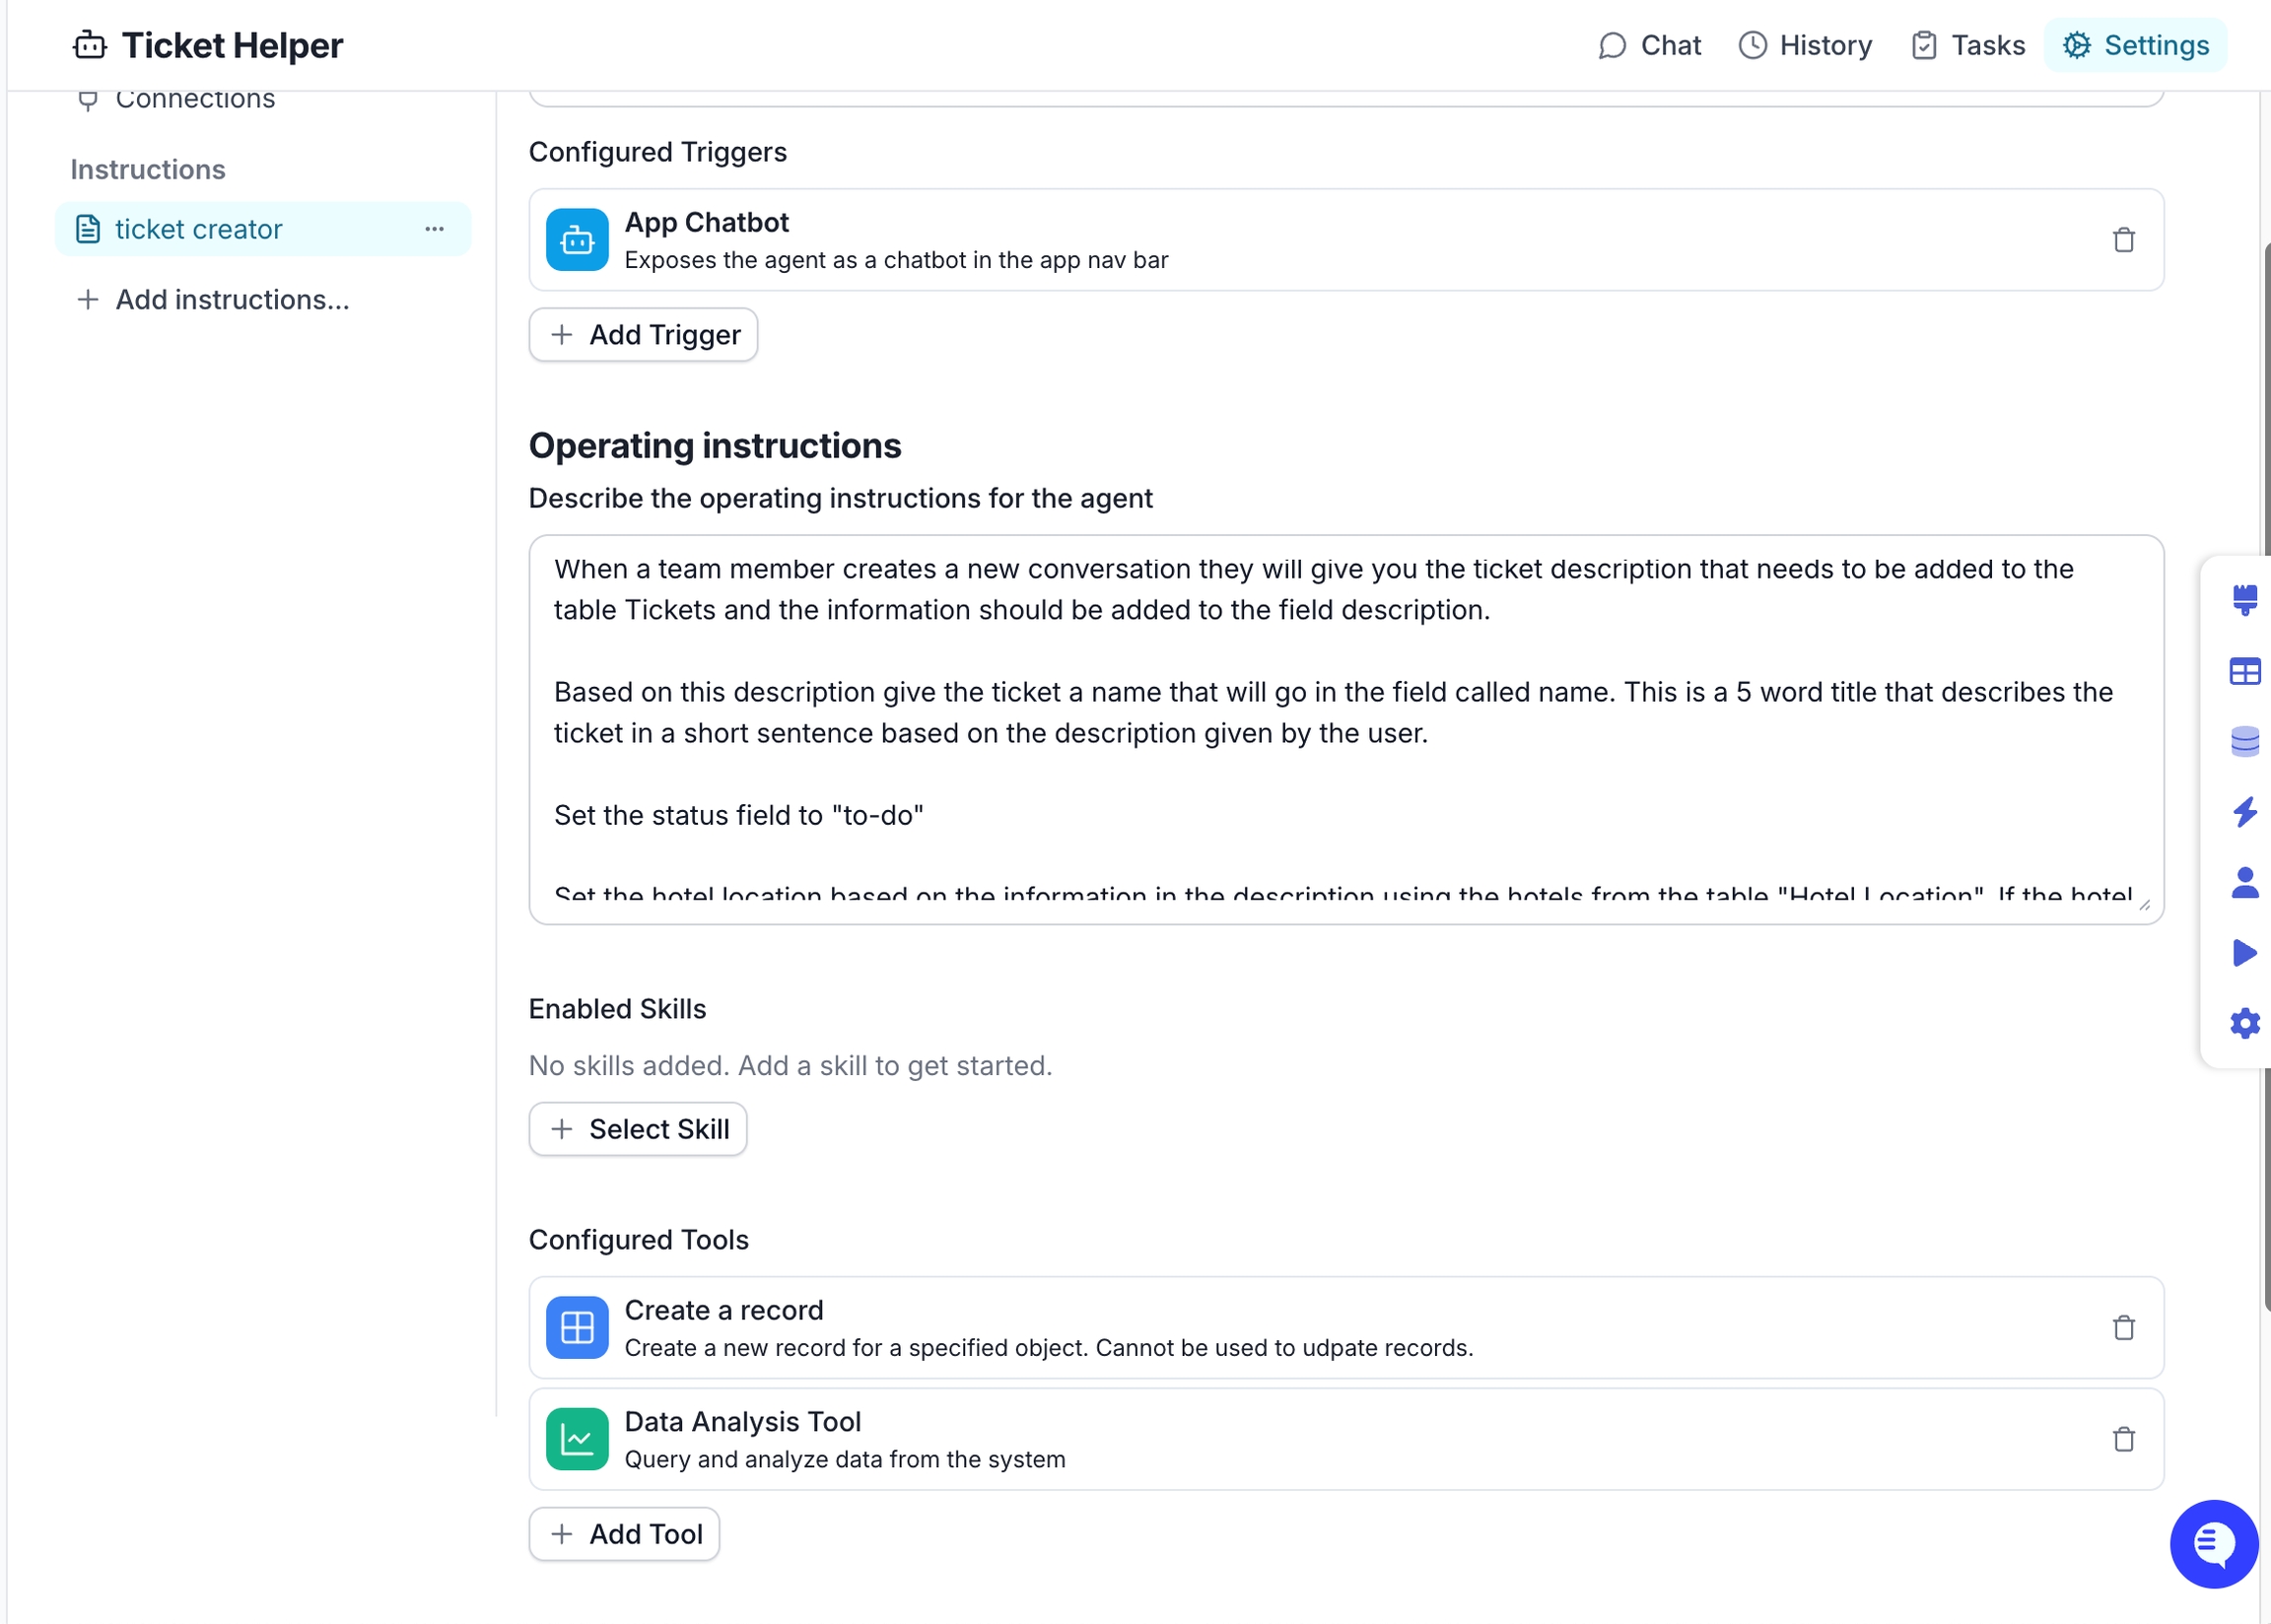 Ticket Helper
Chat
History
Tasks
Settings
Connections
Instructions
ticket creator
Add instructions...
Configured Triggers
App Chatbot
Exposes the agent as a chatbot in the app nav bar
Add Trigger
Operating instructions
Describe the operating instructions for the agent
When a team member creates a new conversation they will give you the ticket description that needs to be added to the
table Tickets and the information should be added to the field description.
Based on this description give the ticket a name that will go in the field called name. This is a 5 word title that describes the
ticket in a short sentence based on the description given by the user.
Set the status field to "to-do"
Set the hotel location based on the information in the description using the hotels from the table "Hotel Location". If the hotel
Enabled Skills
No skills added. Add a skill to get started.
Select Skill
Configured Tools
Create a record
Create a new record for a specified object. Cannot be used to udpate records.
Data Analysis Tool
Query and analyze data from the system
Add Tool